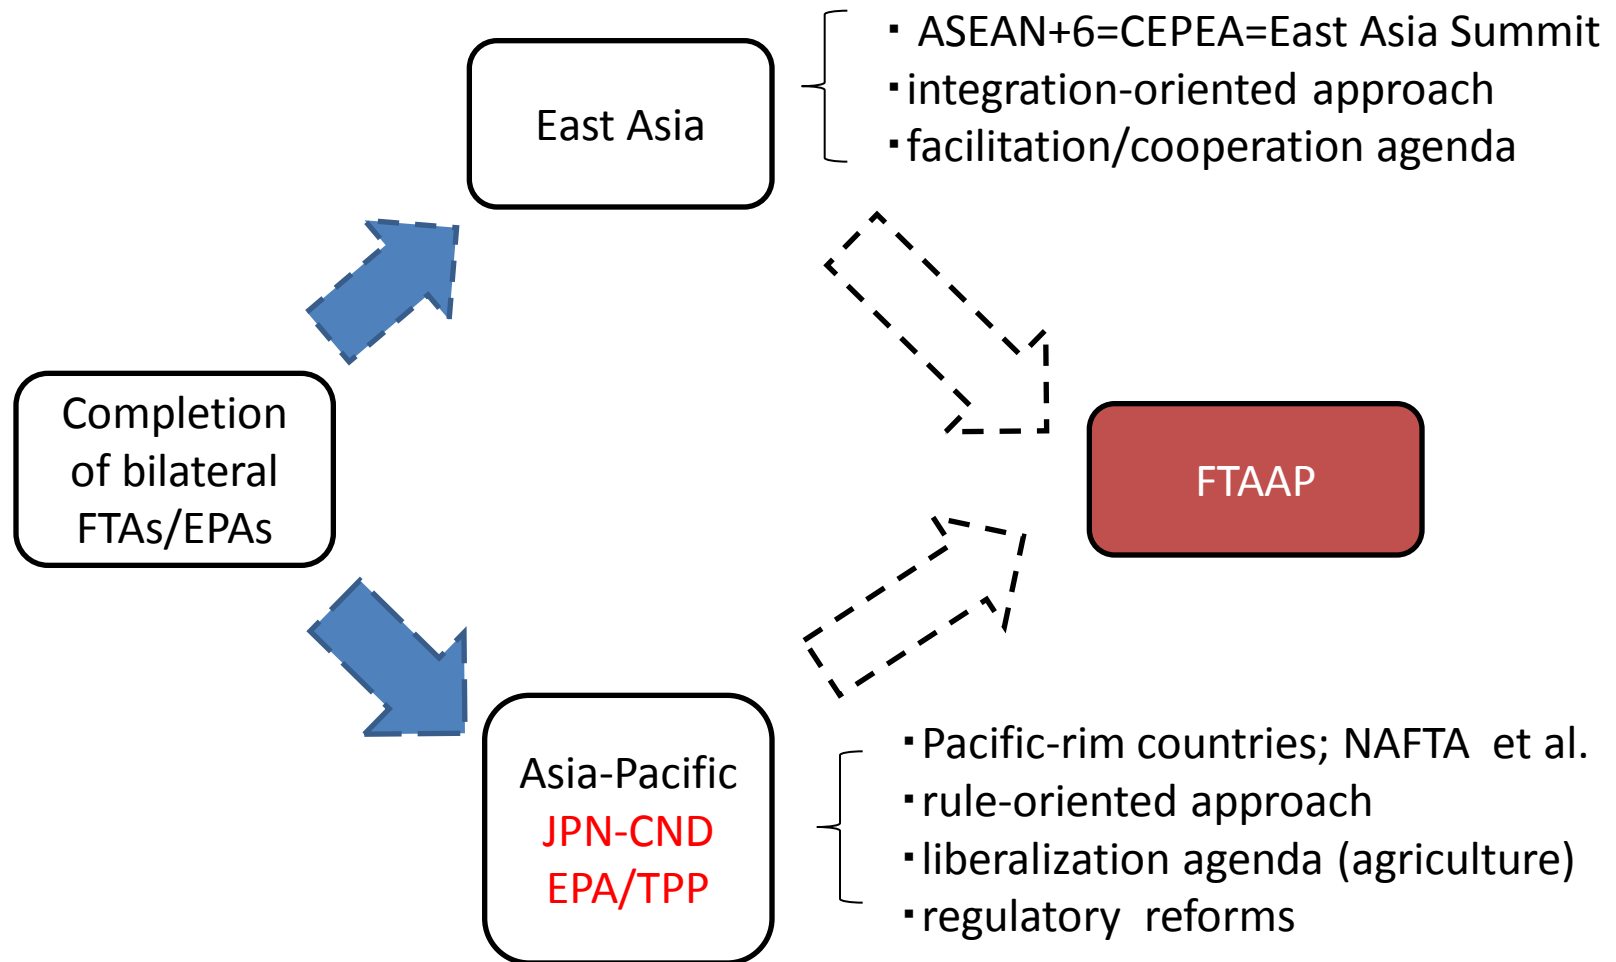 East Asia
・ ASEAN+6=CEPEA=East Asia Summit
・integration-oriented approach
・facilitation/cooperation agenda
Completion
of bilateral
FTAs/EPAs
FTAAP
Asia-Pacific
JPN-CND
EPA/TPP
・Pacific-rim countries; NAFTA et al.
・rule-oriented approach
・liberalization agenda (agriculture)
・regulatory reforms